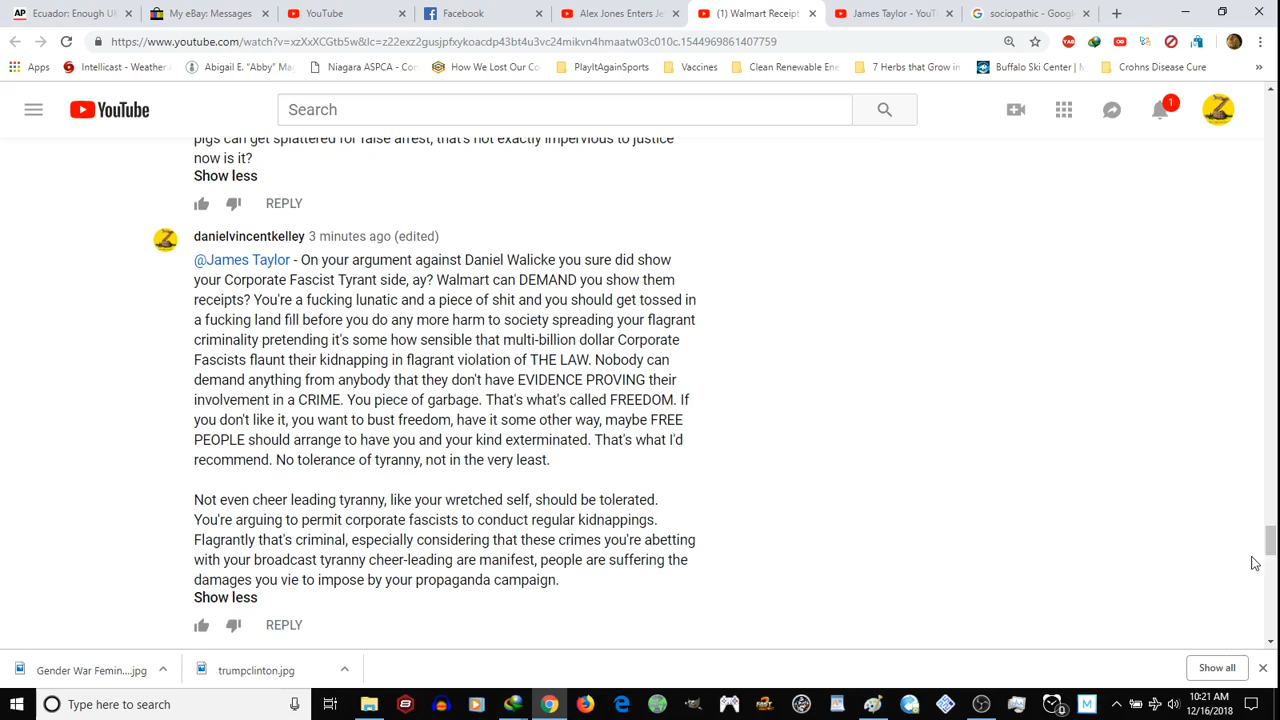 Ecuador: Enough Uk
My eBay: Messages
YouTube
Facebook
Alex Jones Enters Je
(1) Walmart Receipt
James Taylor - YouT
sociopathic - Google
https://www.youtube.com/watch?v=xzXxXCGtb5w&lc=z22exz2gusjpfxykoacdp43bt4u3vc24mikvn4hmaatw03c010c.1544969861407759
Apps
Intellicast - Weather
Abigail E. "Abby" Ma
Niagara ASPCA - Co
How We Lost Our Co
PlayItAgainSports
Vaccines
Clean Renewable Ene
7 Herbs that Grow in
Buffalo Ski Center | M
Crohns Disease Cure
YouTube
Search
1
pigs can get splattered for false arrest, that's not exactly impervious to justice
now is it?
Show less
REPLY
danielvincentkelley 3 minutes ago (edited)
@James Taylor - On your argument against Daniel Walicke you sure did show
your Corporate Fascist Tyrant side, ay? Walmart can DEMAND you show them
receipts? You're a fucking lunatic and a piece of shit and you should get tossed in
a fucking land fill before you do any more harm to society spreading your flagrant
criminality pretending it's some how sensible that multi-billion dollar Corporate
Fascists flaunt their kidnapping in flagrant violation of THE LAW. Nobody can
demand anything from anybody that they don't have EVIDENCE PROVING their
involvement in a CRIME. You piece of garbage. That's what's called FREEDOM. If
you don't like it, you want to bust freedom, have it some other way, maybe FREE
PEOPLE should arrange to have you and your kind exterminated. That's what I'd
recommend. No tolerance of tyranny, not in the very least.
Not even cheer leading tyranny, like your wretched self, should be tolerated.
You're arguing to permit corporate fascists to conduct regular kidnappings.
Flagrantly that's criminal, especially considering that these crimes you're abetting
with your broadcast tyranny cheer-leading are manifest, people are suffering the
damages you vie to impose by your propaganda campaign.
Show less
REPLY
Gender War Femin....jpg
trumpclinton.jpg
Show all
Type here to search
10:21 AM
12/16/2018